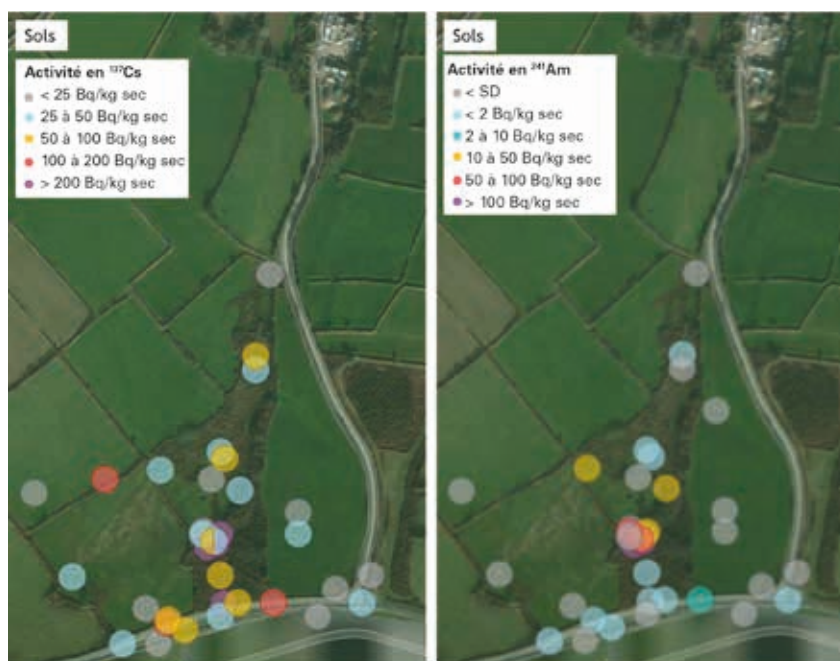 Sols
Activité en ¹³⁷Cs
< 25 Bq/kg sec
25 à 50 Bq/kg sec
50 à 100 Bq/kg sec
100 à 200 Bq/kg sec
> 200 Bq/kg sec
Sols
Activité en ²⁴¹Am
< SD
< 2 Bq/kg sec
2 à 10 Bq/kg sec
10 à 50 Bq/kg sec
50 à 100 Bq/kg sec
> 100 Bq/kg sec